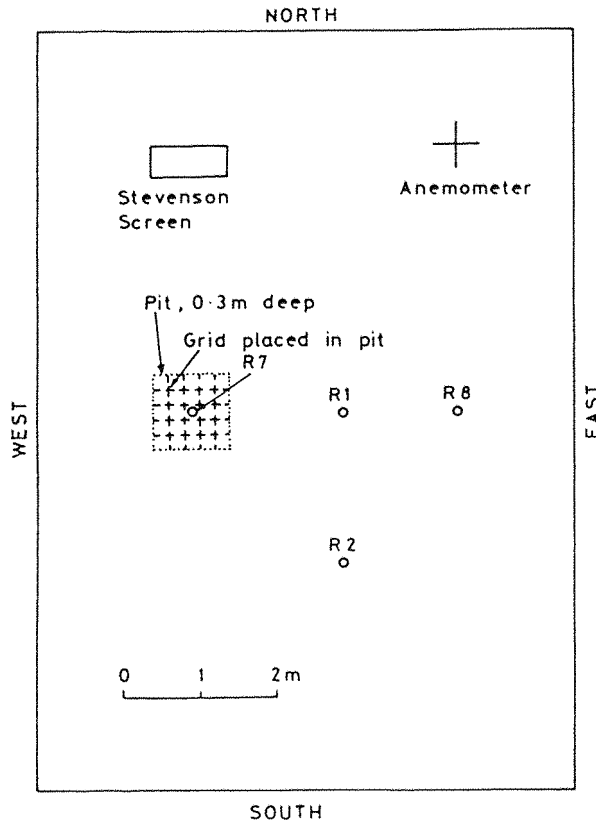 NORTH
Stevenson
Screen
Anemometer
Pit, 0·3m deep
Grid placed in pit
R7
R1
R8
WEST
EAST
R2
0 1 2m
SOUTH